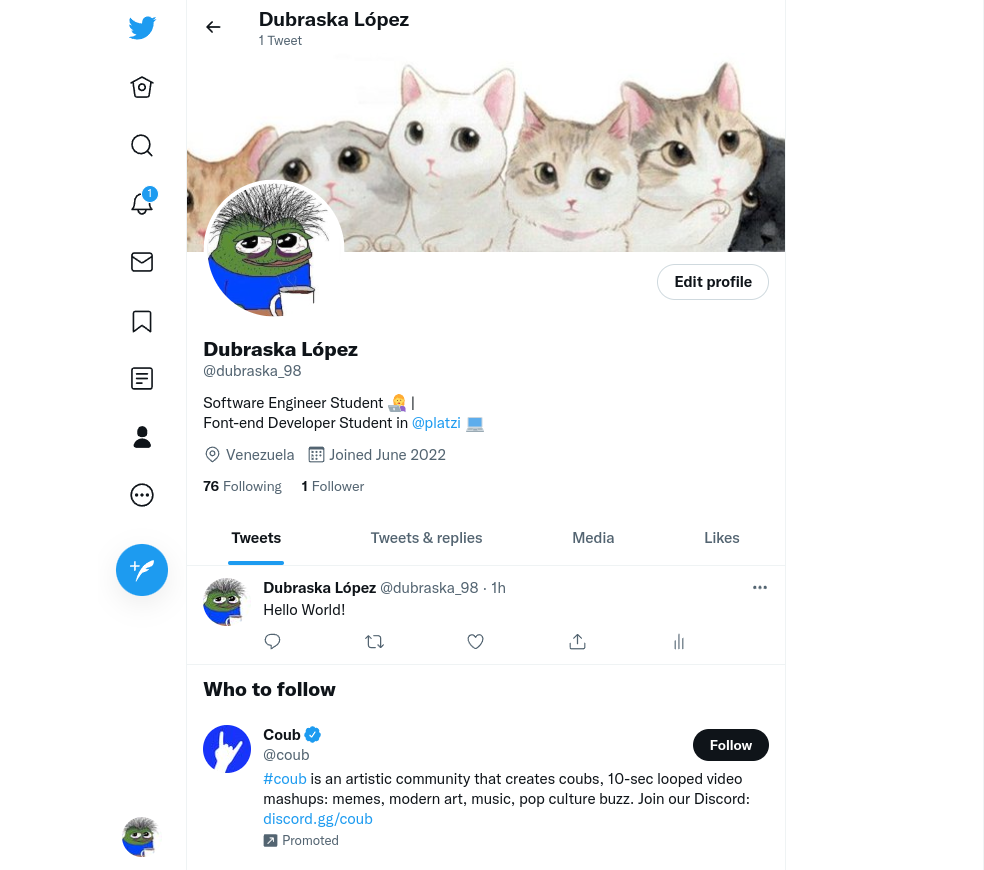 Dubraska López
1 Tweet
1
Edit profile
Dubraska López
@dubraska_98
Software Engineer Student 👩‍💻 |
Font-end Developer Student in @platzi 💻
Venezuela Joined June 2022
76 Following 1 Follower
Tweets Tweets & replies Media Likes
Dubraska López @dubraska_98 · 1h
Hello World!
Who to follow
Coub
@coub
Follow
#coub is an artistic community that creates coubs, 10-sec looped video
mashups: memes, modern art, music, pop culture buzz. Join our Discord:
discord.gg/coub
Promoted